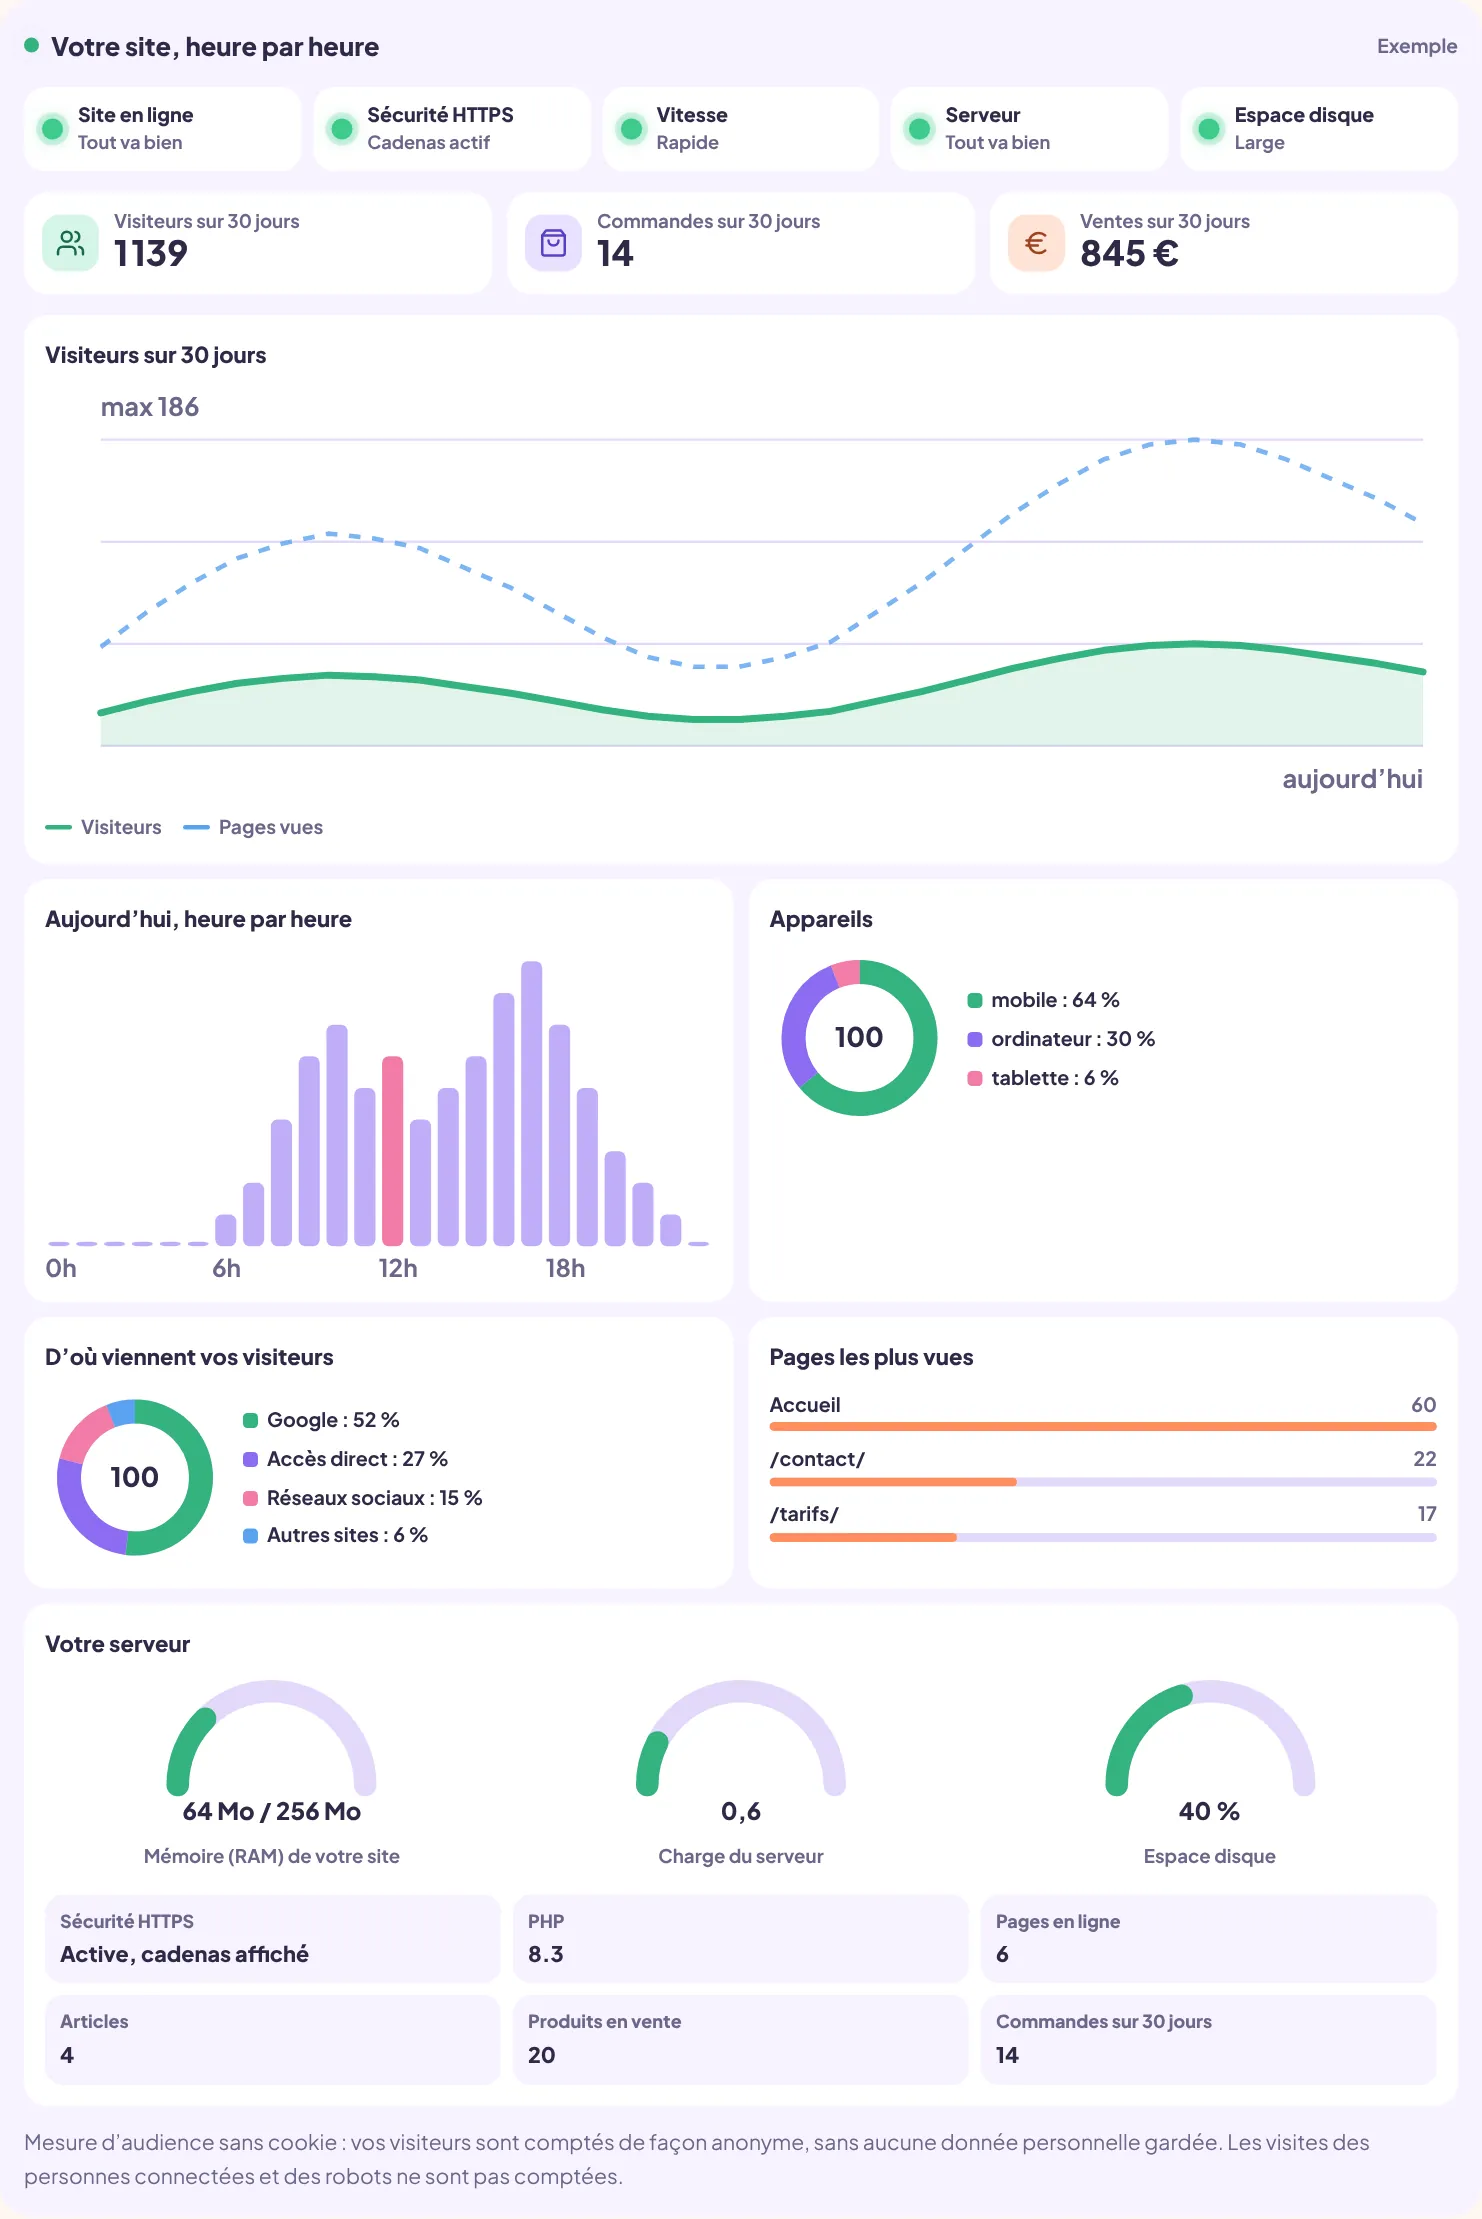 Votre site, heure par heure
Exemple
Site en ligne
Tout va bien
Sécurité HTTPS
Cadenas actif
Vitesse
Rapide
Serveur
Tout va bien
Espace disque
Large
Visiteurs sur 30 jours
1 139
Commandes sur 30 jours
14
€
Ventes sur 30 jours
845 €
Visiteurs sur 30 jours
max 186
aujourd’hui
Visiteurs
Pages vues
Aujourd’hui, heure par heure
0h
6h
12h
18h
Appareils
100
mobile : 64 %
ordinateur : 30 %
tablette : 6 %
D’où viennent vos visiteurs
100
Google : 52 %
Accès direct : 27 %
Réseaux sociaux : 15 %
Autres sites : 6 %
Pages les plus vues
Accueil
60
/contact/
22
/tarifs/
17
Votre serveur
64 Mo / 256 Mo
Mémoire (RAM) de votre site
0,6
Charge du serveur
40 %
Espace disque
Sécurité HTTPS
Active, cadenas affiché
PHP
8.3
Pages en ligne
6
Articles
4
Produits en vente
20
Commandes sur 30 jours
14
Mesure d’audience sans cookie : vos visiteurs sont comptés de façon anonyme, sans aucune donnée personnelle gardée. Les visites des
personnes connectées et des robots ne sont pas comptées.